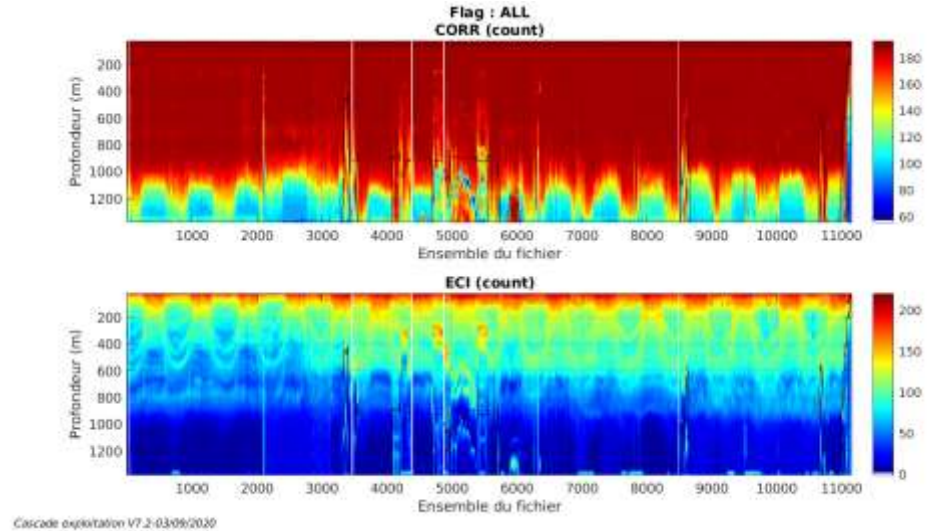 Flag : ALL
CORR (count)
Profondeur (m)
200
400
600
800
1000
1200
1000 2000 3000 4000 5000 6000 7000 8000 9000 10000 11000
Ensemble du fichier
180
160
140
120
100
80
60
ECI (count)
Profondeur (m)
200
400
600
800
1000
1200
1000 2000 3000 4000 5000 6000 7000 8000 9000 10000 11000
Ensemble du fichier
200
150
100
50
0
Cascade exploitation V7.2-03/09/2020